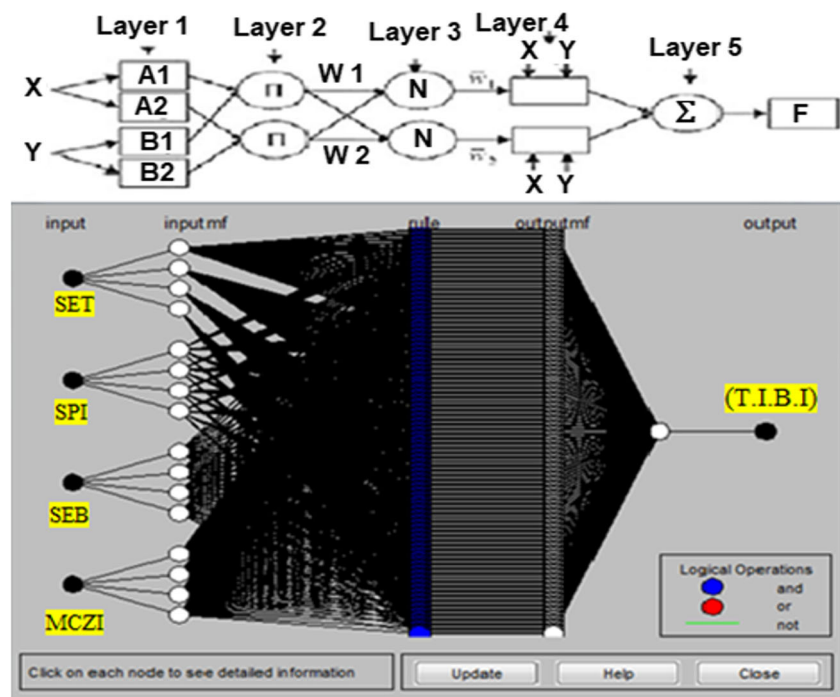 Layer 1 Layer 2 Layer 3 Layer 4 Layer 5
X Y
X A1 Π W 1 N w̅₁
A2 Σ F
Y B1 Π W 2 N
B2
X Y
input inputmf rule outputmf output
SET
SPI
(T.I.B.I)
SEB
MCZI
Logical Operations
and
or
not
Click on each node to see detailed information Update Help Close